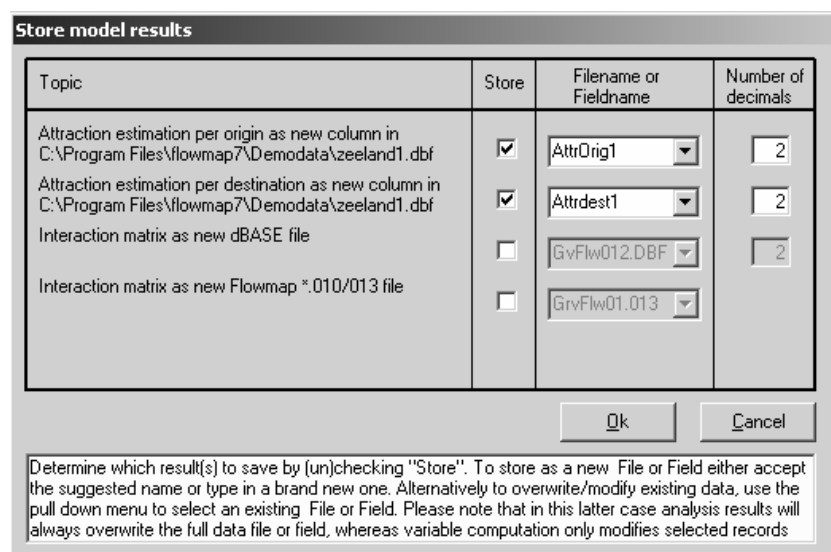 Store model results
Topic
Store
Filename or
Fieldname
Number of
decimals
Attraction estimation per origin as new column in
C:\Program Files\flowmap7\Demodata\zeeland1.dbf
AttrOrig1
2
Attraction estimation per destination as new column in
C:\Program Files\flowmap7\Demodata\zeeland1.dbf
Attrdest1
2
Interaction matrix as new dBASE file
GvFlw012.DBF
2
Interaction matrix as new Flowmap *.010/013 file
GrvFlw01.013
Ok
Cancel
Determine which result(s) to save by (un)checking "Store". To store as a new  File or Field either accept
the suggested name or type in a brand new one. Alternatively to overwrite/modify existing data, use the
pull down menu to select an existing  File or Field. Please note that in this latter case analysis results will
always overwrite the full data file or field, whereas variable computation only modifies selected records